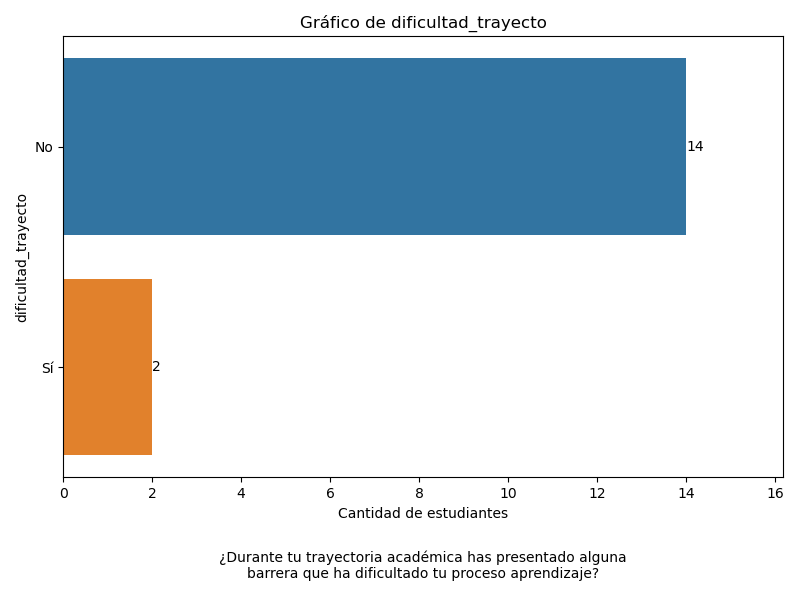 Gráfico de dificultad_trayecto
No
14
dificultad_trayecto
Sí
2
0 2 4 6 8 10 12 14 16
Cantidad de estudiantes
¿Durante tu trayectoria académica has presentado alguna
barrera que ha dificultado tu proceso aprendizaje?